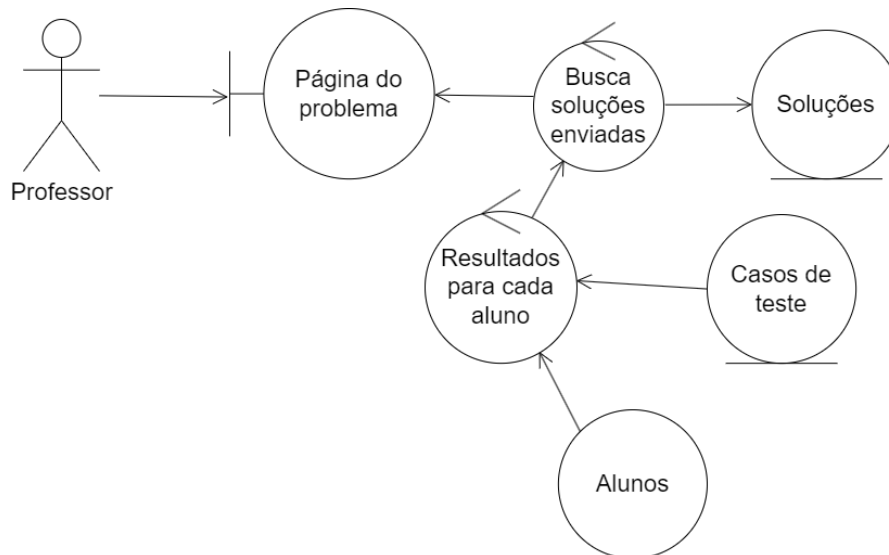 Página do
problema
Busca
soluções
enviadas
Soluções
Professor
Resultados
para cada
aluno
Casos de
teste
Alunos